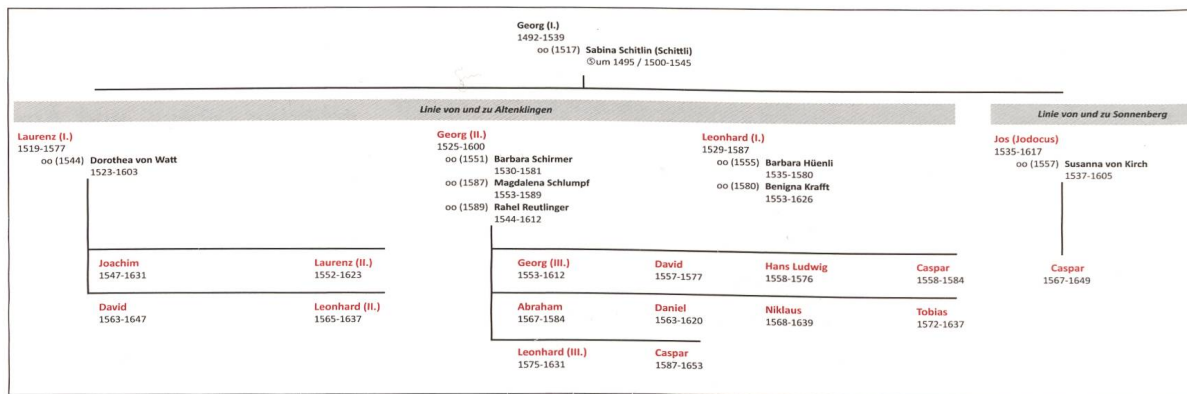 Georg (I.)
1492-1539
oo (1517) Sabina Schitlin (Schittli)
Ⓢum 1495 / 1500-1545
Linie von und zu Altenklingen
Linie von und zu Sonnenberg
Laurenz (I.)
1519-1577
oo (1544) Dorothea von Watt
1523-1603
Georg (II.)
1525-1600
oo (1551) Barbara Schirmer
1530-1581
oo (1587) Magdalena Schlumpf
1553-1589
oo (1589) Rahel Reutlinger
1544-1612
Leonhard (I.)
1529-1587
oo (1555) Barbara Hüenli
1535-1580
oo (1580) Benigna Krafft
1553-1626
Jos (Jodocus)
1535-1617
oo (1557) Susanna von Kirch
1537-1605
Joachim
1547-1631
Laurenz (II.)
1552-1623
David
1563-1647
Leonhard (II.)
1565-1637
Georg (III.)
1553-1612
David
1557-1577
Hans Ludwig
1558-1576
Caspar
1558-1584
Abraham
1567-1584
Daniel
1563-1620
Niklaus
1568-1639
Tobias
1572-1637
Leonhard (III.)
1575-1631
Caspar
1587-1653
Caspar
1567-1649